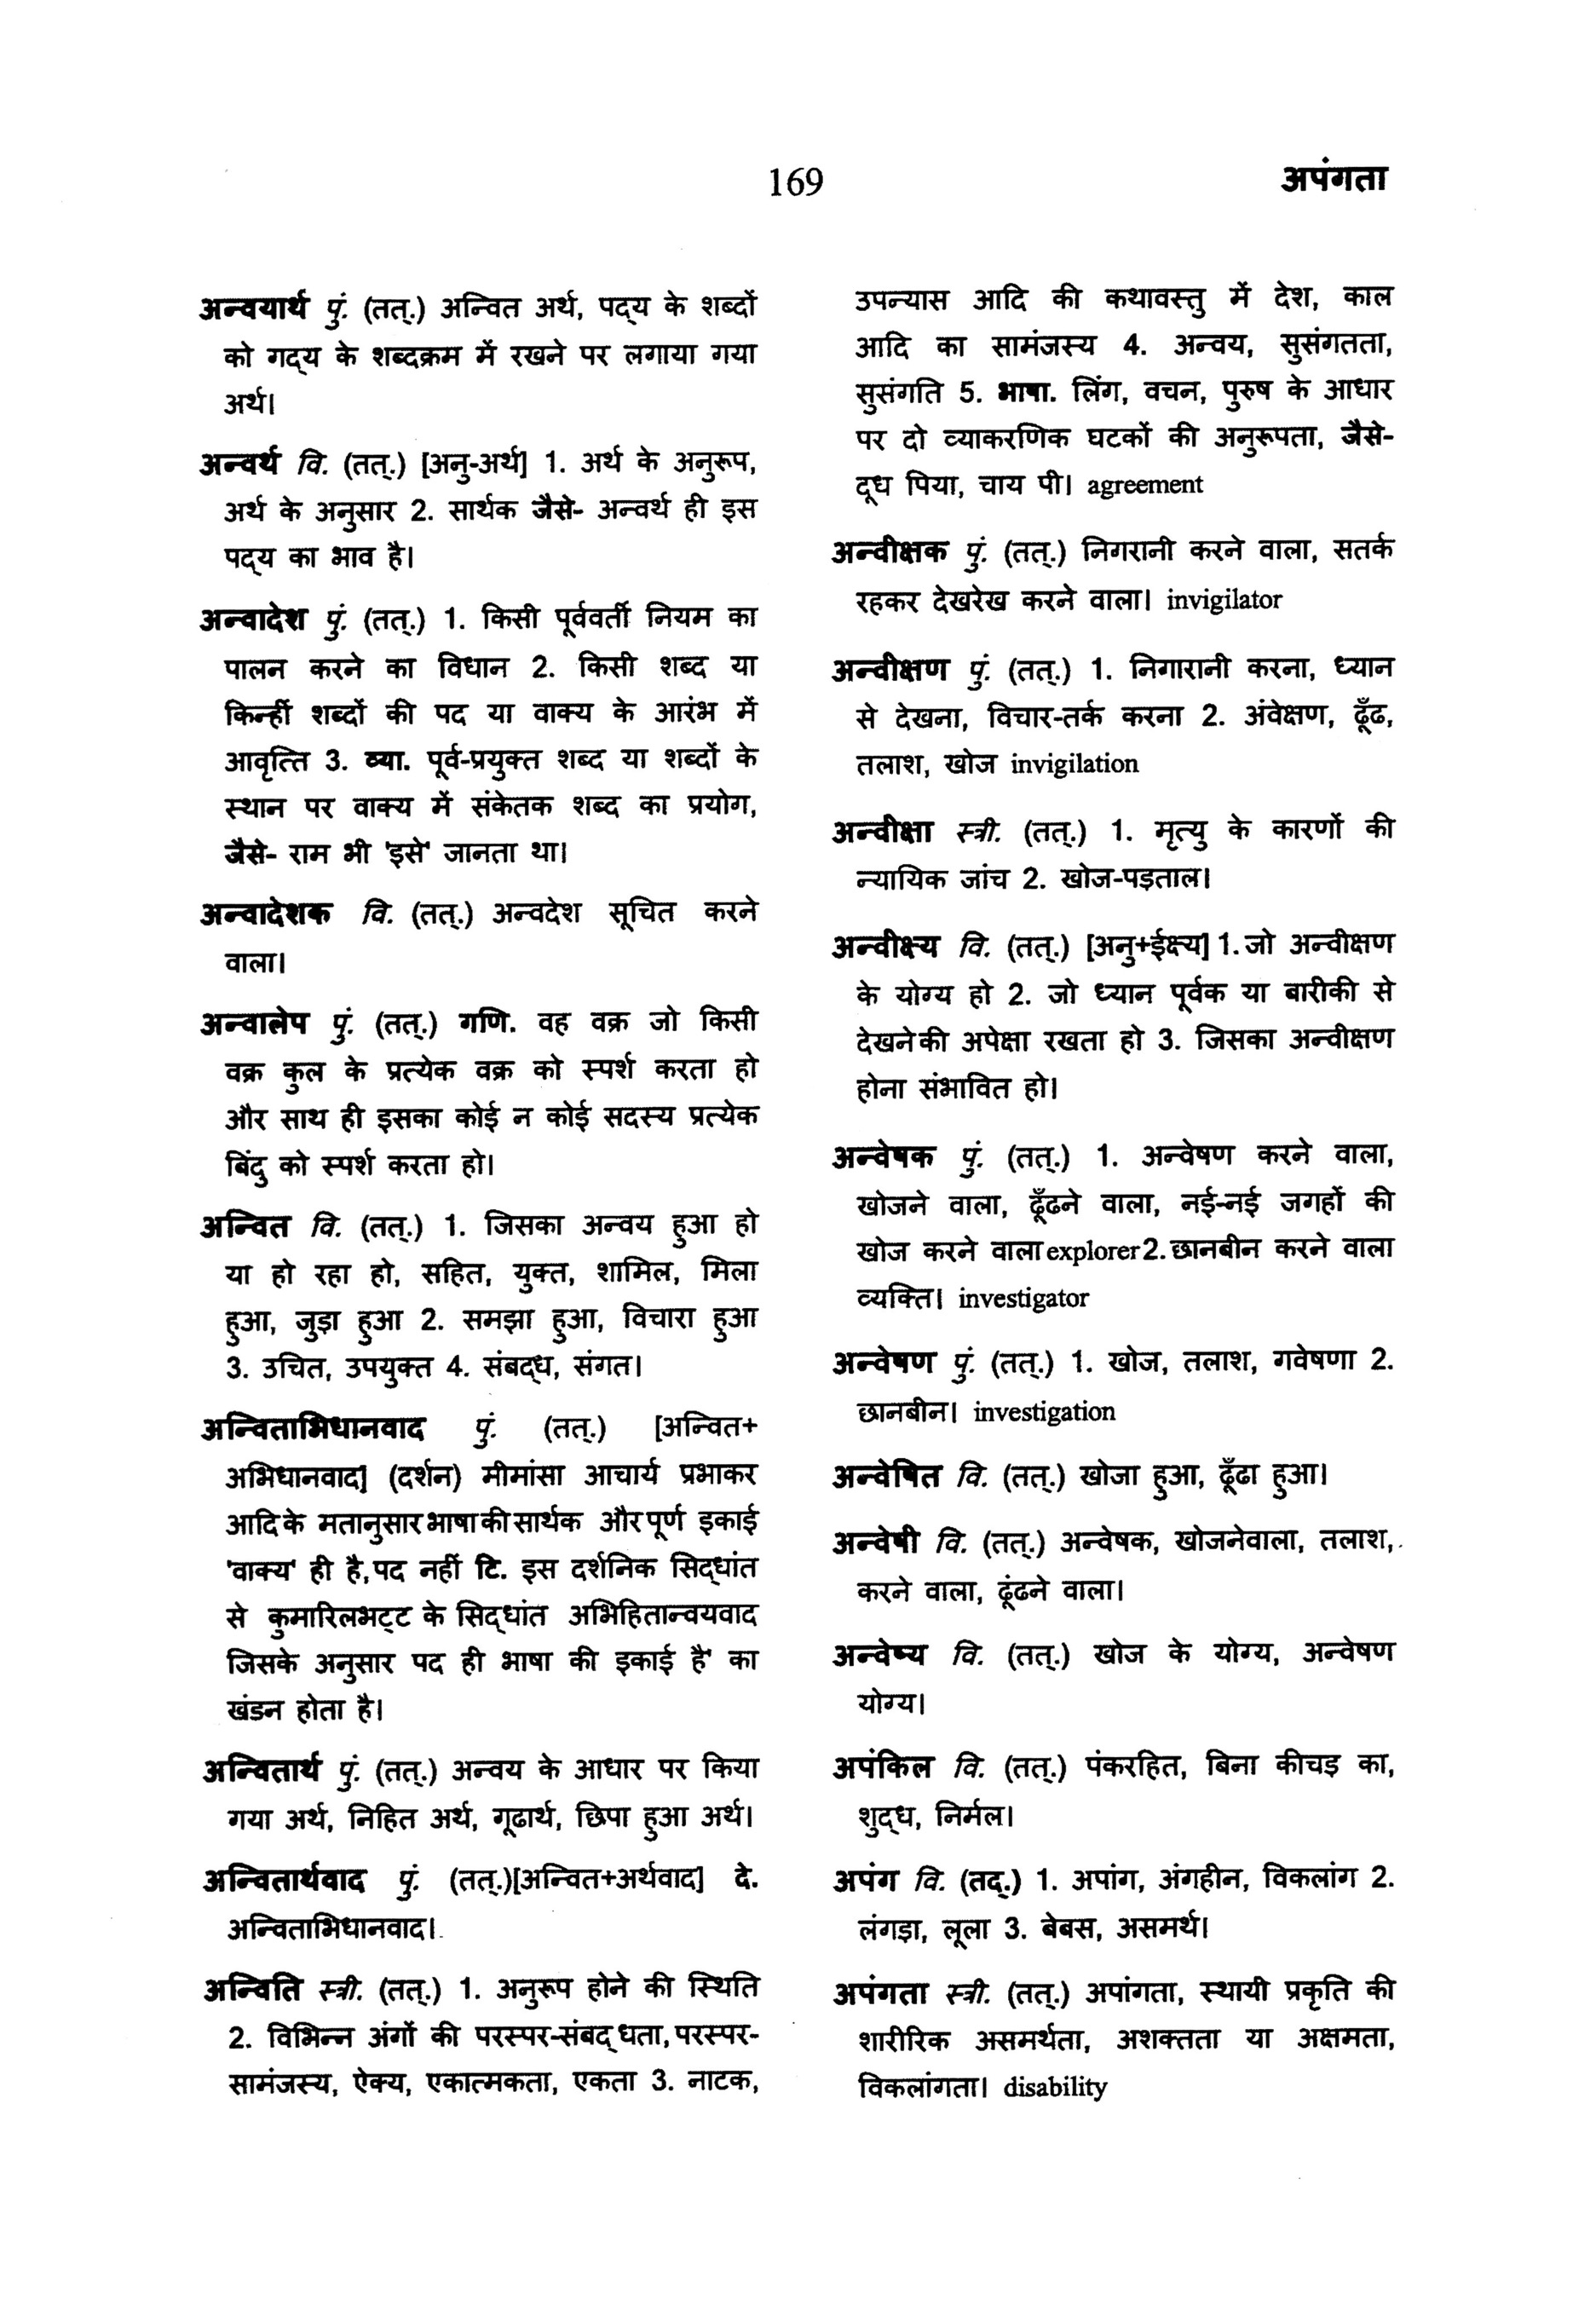 169
अपंगता
अन्वयार्थ पुं. (तत्.) अन्वित अर्थ, पद्य के शब्दों
को गद्य के शब्दक्रम में रखने पर लगाया गया
अर्थ।
अन्वर्थ वि. (तत्.) [अनु-अर्थ] 1. अर्थ के अनुरूप,
अर्थ के अनुसार 2. सार्थक जैसे- अन्वर्थ ही इस
पद्य का भाव है।
अन्वादेश पुं. (तत्.) 1. किसी पूर्ववर्ती नियम का
पालन करने का विधान 2. किसी शब्द या
किन्हीं शब्दों की पद या वाक्य के आरंभ में
आवृत्ति 3. व्या. पूर्व-प्रयुक्त शब्द या शब्दों के
स्थान पर वाक्य में संकेतक शब्द का प्रयोग,
जैसे- राम भी 'इसे' जानता था।
अन्वादेशक वि. (तत्.) अन्वदेश सूचित करने
वाला।
अन्वालेप पुं. (तत्.) गणि. वह वक्र जो किसी
वक्र कुल के प्रत्येक वक्र को स्पर्श करता हो
और साथ ही इसका कोई न कोई सदस्य प्रत्येक
बिंदु को स्पर्श करता हो।
अन्वित वि. (तत्.) 1. जिसका अन्वय हुआ हो
या हो रहा हो, सहित, युक्त, शामिल, मिला
हुआ, जुड़ा हुआ 2. समझा हुआ, विचारा हुआ
3. उचित, उपयुक्त 4. संबद्ध, संगत।
अन्विताभिधानवाद पुं. (तत्.) [अन्वित+
अभिधानवाद] (दर्शन) मीमांसा आचार्य प्रभाकर
आदि के मतानुसार भाषा की सार्थक और पूर्ण इकाई
'वाक्य' ही है, पद नहीं टि. इस दर्शनिक सिद्धांत
से कुमारिलभट्ट के सिद्धांत अभिहितान्वयवाद
जिसके अनुसार पद ही भाषा की इकाई है' का
खंडन होता है।
अन्वितार्थ पुं. (तत्.) अन्वय के आधार पर किया
गया अर्थ, निहित अर्थ, गूढार्थ, छिपा हुआ अर्थ।
अन्वितार्थवाद पुं. (तत्.)[अन्वित+अर्थवाद] दे.
अन्विताभिधानवाद।
अन्विति स्त्री. (तत्.) 1. अनुरूप होने की स्थिति
2. विभिन्न अंगों की परस्पर-संबद्धता, परस्पर-
सामंजस्य, ऐक्य, एकात्मकता, एकता 3. नाटक,
उपन्यास आदि की कथावस्तु में देश, काल
आदि का सामंजस्य 4. अन्वय, सुसंगतता,
सुसंगति 5. भाषा. लिंग, वचन, पुरुष के आधार
पर दो व्याकरणिक घटकों की अनुरूपता, जैसे-
दूध पिया, चाय पी। agreement
अन्वीक्षक पुं. (तत्.) निगरानी करने वाला, सतर्क
रहकर देखरेख करने वाला। invigilator
अन्वीक्षण पुं. (तत्.) 1. निगारानी करना, ध्यान
से देखना, विचार-तर्क करना 2. अंवेक्षण, ढूँढ,
तलाश, खोज invigilation
अन्वीक्षा स्त्री. (तत्.) 1. मृत्यु के कारणों की
न्यायिक जांच 2. खोज-पड़ताल।
अन्वीक्ष्य वि. (तत्.) [अनु+ईक्ष्य] 1. जो अन्वीक्षण
के योग्य हो 2. जो ध्यान पूर्वक या बारीकी से
देखने की अपेक्षा रखता हो 3. जिसका अन्वीक्षण
होना संभावित हो।
अन्वेषक पुं. (तत्.) 1. अन्वेषण करने वाला,
खोजने वाला, ढूँढने वाला, नई-नई जगहों की
खोज करने वाला explorer 2. छानबीन करने वाला
व्यक्ति। investigator
अन्वेषण पुं. (तत्.) 1. खोज, तलाश, गवेषणा 2.
छानबीन। investigation
अन्वेषित वि. (तत्.) खोजा हुआ, ढूँढा हुआ।
अन्वेषी वि. (तत्.) अन्वेषक, खोजनेवाला, तलाश,
करने वाला, ढूंढने वाला।
अन्वेष्य वि. (तत्.) खोज के योग्य, अन्वेषण
योग्य।
अपंकिल वि. (तत्.) पंकरहित, बिना कीचड़ का,
शुद्ध, निर्मल।
अपंग वि. (तद्.) 1. अपांग, अंगहीन, विकलांग 2.
लंगड़ा, लूला 3. बेबस, असमर्थ।
अपंगता स्त्री. (तत्.) अपांगता, स्थायी प्रकृति की
शारीरिक असमर्थता, अशक्तता या अक्षमता,
विकलांगता। disability